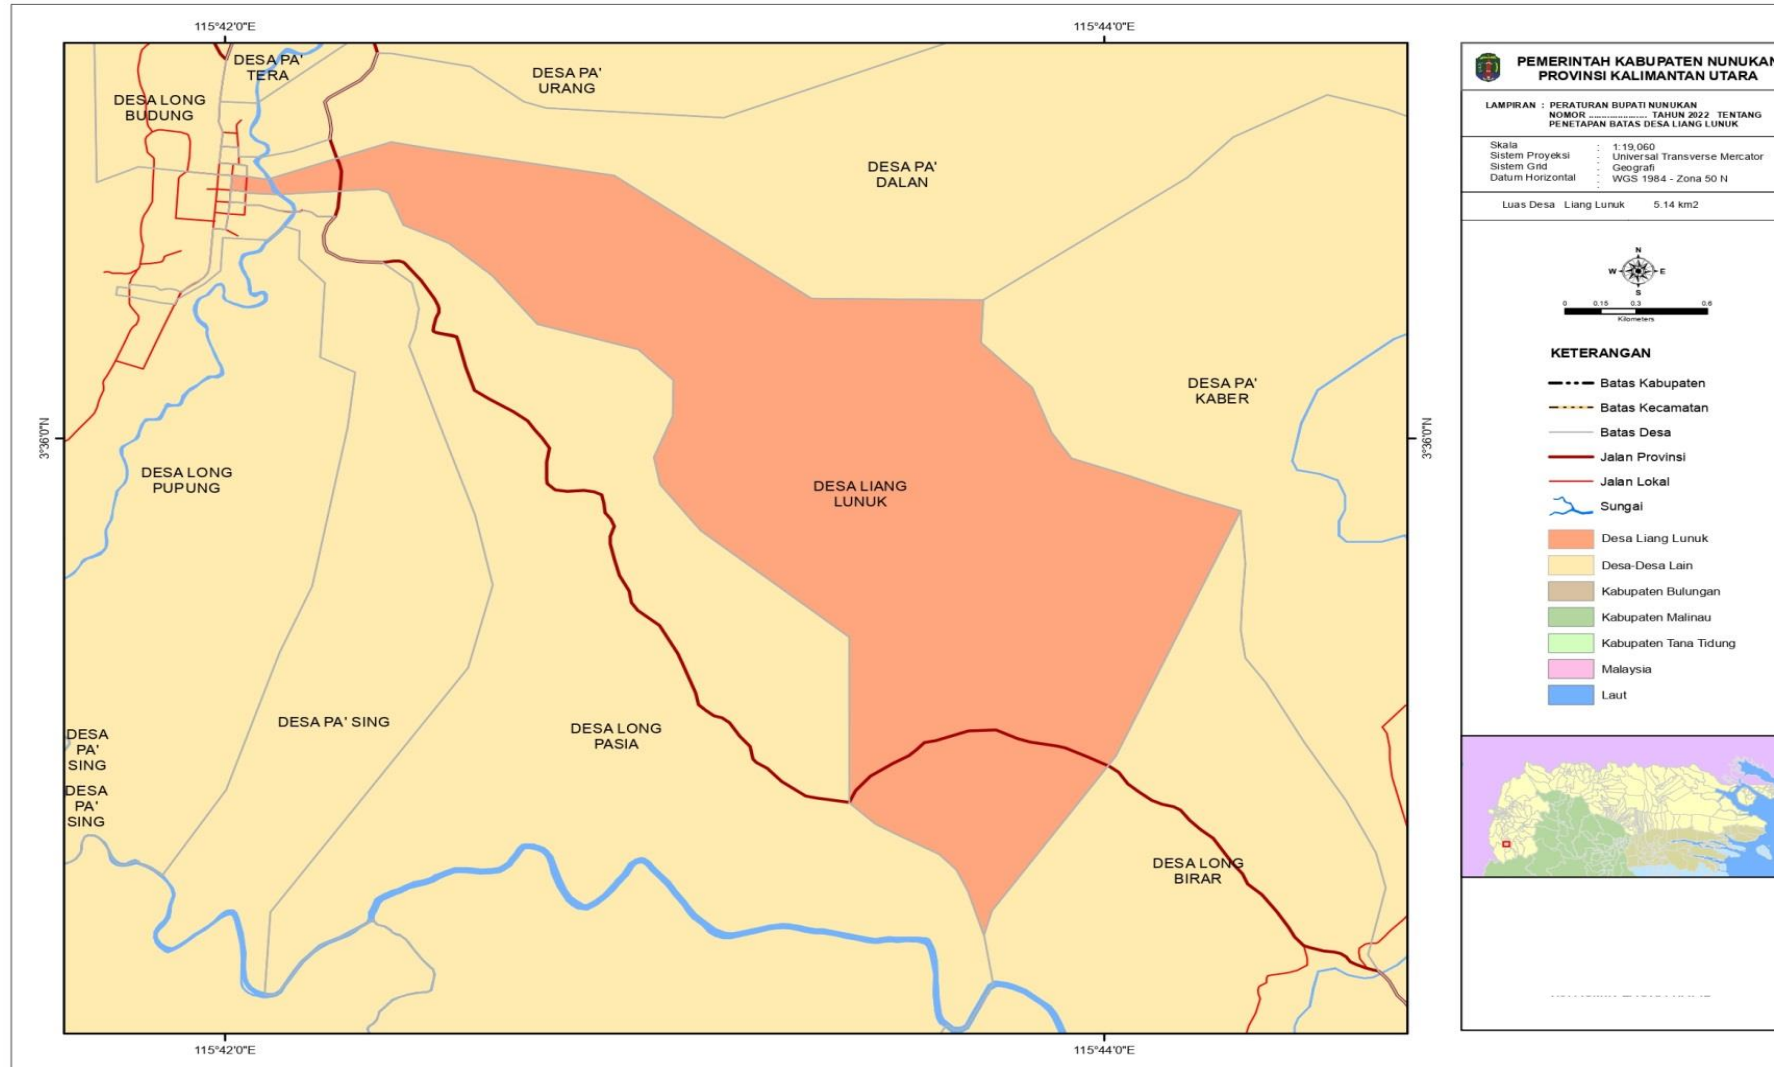 115°42'0"E
115°44'0"E
DESA PA'
TERA
DESA PA'
URANG
DESA LONG
BUDUNG
DESA PA'
DALAN
DESA PA'
KABER
3°36'0"N
3°36'0"N
DESA LONG
PUPUNG
DESA LIANG
LUNUK
DESA PA' SING
DESA LONG
PASIA
DESA
PA'
SING
DESA
PA'
SING
DESA LONG
BIRAR
115°42'0"E
115°44'0"E
PEMERINTAH KABUPATEN NUNUKAN
PROVINSI KALIMANTAN UTARA
LAMPIRAN : PERATURAN BUPATI NUNUKAN
NOMOR ...................... TAHUN 2022 TENTANG
PENETAPAN BATAS DESA LIANG LUNUK
Skala : 1:19,060
Sistem Proyeksi : Universal Transverse Mercator
Sistem Grid : Geografi
Datum Horizontal : WGS 1984 - Zona 50 N
Luas Desa Liang Lunuk 5.14 km2
N
W E
S
0 0.15 0.3 0.6
Kilometers
KETERANGAN
Batas Kabupaten
Batas Kecamatan
Batas Desa
Jalan Provinsi
Jalan Lokal
Sungai
Desa Liang Lunuk
Desa-Desa Lain
Kabupaten Bulungan
Kabupaten Malinau
Kabupaten Tana Tidung
Malaysia
Laut